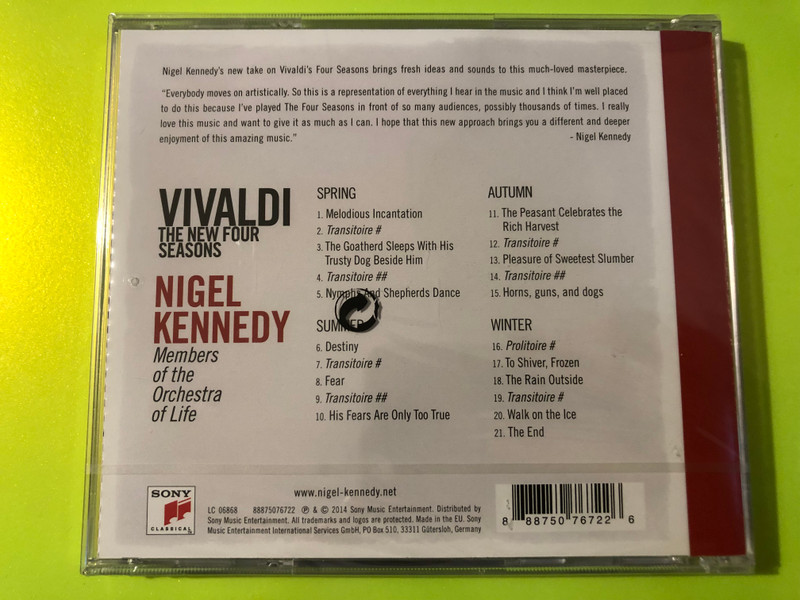 Nigel Kennedy's new take on Vivaldi's Four Seasons brings fresh ideas and sounds to this much-loved masterpiece.
"Everybody moves on artistically. So this is a representation of everything I hear in the music and I think I'm well placed
to do this because I've played The Four Seasons in front of so many audiences, possibly thousands of times. I really
love this music and want to give it as much as I can. I hope that this new approach brings you a different and deeper
enjoyment of this amazing music."
- Nigel Kennedy
VIVALDI
THE NEW FOUR
SEASONS
NIGEL
KENNEDY
Members
of the
Orchestra
of Life
SPRING
1. Melodious Incantation
2. Transitoire #
3. The Goatherd Sleeps With His
Trusty Dog Beside Him
4. Transitoire ##
5. Nymphs And Shepherds Dance
SUMMER
6. Destiny
7. Transitoire #
8. Fear
9. Transitoire ##
10. His Fears Are Only Too True
AUTUMN
11. The Peasant Celebrates the
Rich Harvest
12. Transitoire #
13. Pleasure of Sweetest Slumber
14. Transitoire ##
15. Horns, guns, and dogs
WINTER
16. Prolitoire #
17. To Shiver, Frozen
18. The Rain Outside
19. Transitoire #
20. Walk on the Ice
21. The End
SONY
CLASSICAL
www.nigel-kennedy.net
LC 06868 88875076722 ℗ & © 2014 Sony Music Entertainment. Distributed by
Sony Music Entertainment. All trademarks and logos are protected. Made in the EU. Sony
Music Entertainment International Services GmbH, PO Box 510, 33311 Gütersloh, Germany
8 88750 76722 6